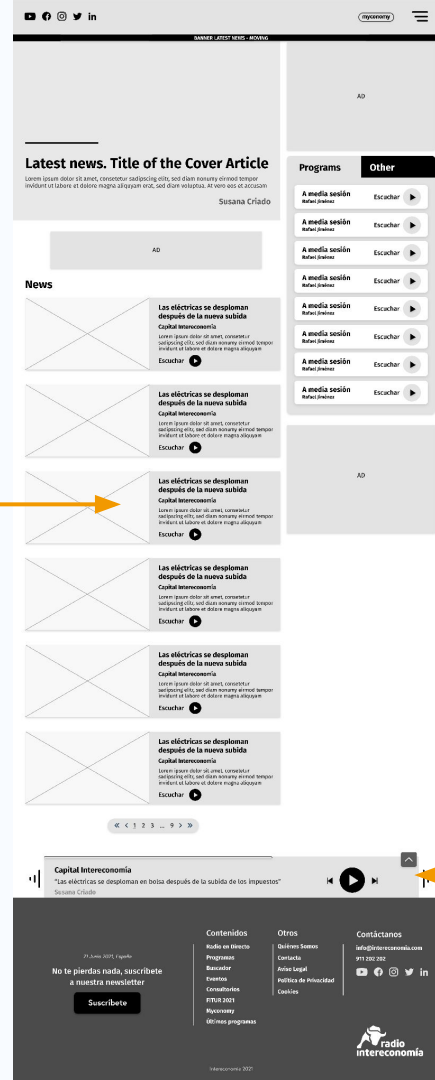 myconomy
BANNER LATEST NEWS - MOVING
AD
Latest news. Title of the Cover Article
Lorem ipsum dolor sit amet, consetetur sadipscing elitr, sed diam nonumy eirmod tempor
invidunt ut labore et dolore magna aliquyam erat, sed diam voluptua. At vero eos et accusam
Susana Criado
AD
Programs
Other
A media sesión
Rafael Jiménez
Escuchar
A media sesión
Rafael Jiménez
Escuchar
A media sesión
Rafael Jiménez
Escuchar
A media sesión
Rafael Jiménez
Escuchar
A media sesión
Rafael Jiménez
Escuchar
A media sesión
Rafael Jiménez
Escuchar
A media sesión
Rafael Jiménez
Escuchar
A media sesión
Rafael Jiménez
Escuchar
AD
News
Las eléctricas se desploman
después de la nueva subida
Capital Intereconomía
Lorem ipsum dolor sit amet, consetetur
sadipscing elitr, sed diam nonumy eirmod tempor
invidunt ut labore et dolore magna aliquyam
Escuchar
Las eléctricas se desploman
después de la nueva subida
Capital Intereconomía
Lorem ipsum dolor sit amet, consetetur
sadipscing elitr, sed diam nonumy eirmod tempor
invidunt ut labore et dolore magna aliquyam
Escuchar
Las eléctricas se desploman
después de la nueva subida
Capital Intereconomía
Lorem ipsum dolor sit amet, consetetur
sadipscing elitr, sed diam nonumy eirmod tempor
invidunt ut labore et dolore magna aliquyam
Escuchar
Las eléctricas se desploman
después de la nueva subida
Capital Intereconomía
Lorem ipsum dolor sit amet, consetetur
sadipscing elitr, sed diam nonumy eirmod tempor
invidunt ut labore et dolore magna aliquyam
Escuchar
Las eléctricas se desploman
después de la nueva subida
Capital Intereconomía
Lorem ipsum dolor sit amet, consetetur
sadipscing elitr, sed diam nonumy eirmod tempor
invidunt ut labore et dolore magna aliquyam
Escuchar
Las eléctricas se desploman
después de la nueva subida
Capital Intereconomía
Lorem ipsum dolor sit amet, consetetur
sadipscing elitr, sed diam nonumy eirmod tempor
invidunt ut labore et dolore magna aliquyam
Escuchar
« < 1 2 3 ... 9 > »
Capital Intereconomía
"Las eléctricas se desploman en bolsa después de la subida de los impuestos"
Susana Criado
21 Junio 2021, España
No te pierdas nada, suscríbete
a nuestra newsletter
Suscríbete
Contenidos
Radio en Directo
Programas
Buscador
Eventos
Consultorios
FITUR 2021
Myconomy
Últimos programas
Otros
Quiénes Somos
Contacta
Aviso Legal
Política de Privacidad
Cookies
Contáctanos
info@intereconomia.com
911 202 202
radio
intereconomía
Intereconomia 2021